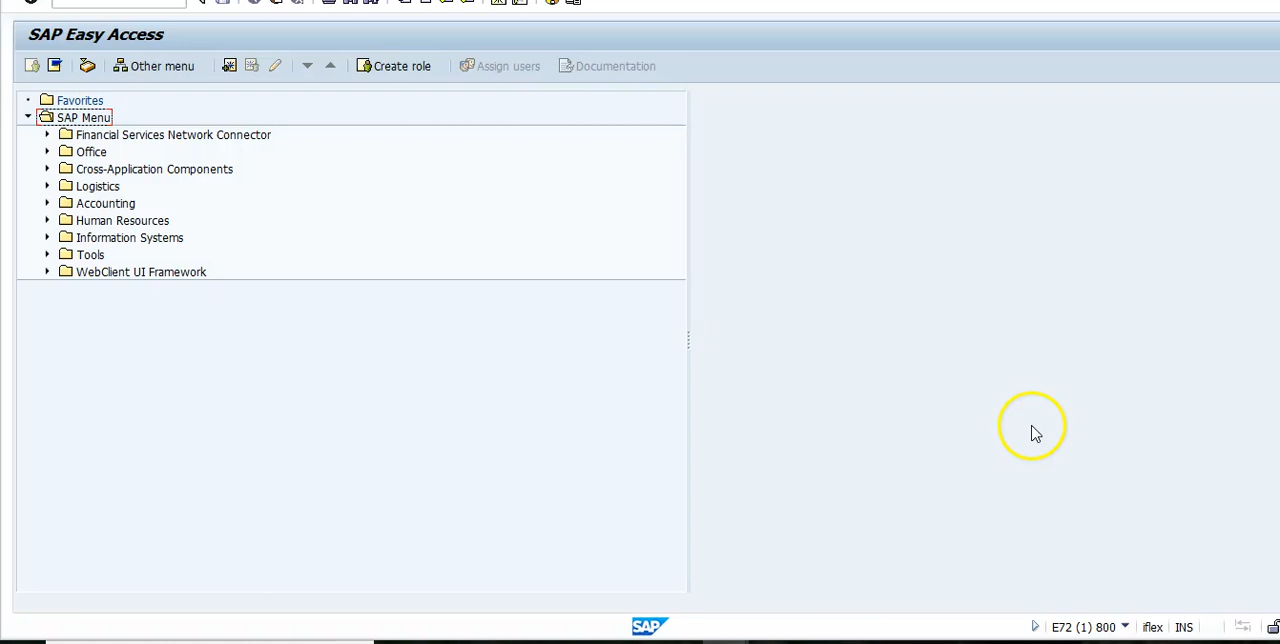 SAP Easy Access
Other menu Create role Assign users Documentation
Favorites
SAP Menu
Financial Services Network Connector
Office
Cross-Application Components
Logistics
Accounting
Human Resources
Information Systems
Tools
WebClient UI Framework
SAP E72 (1) 800 iflex INS